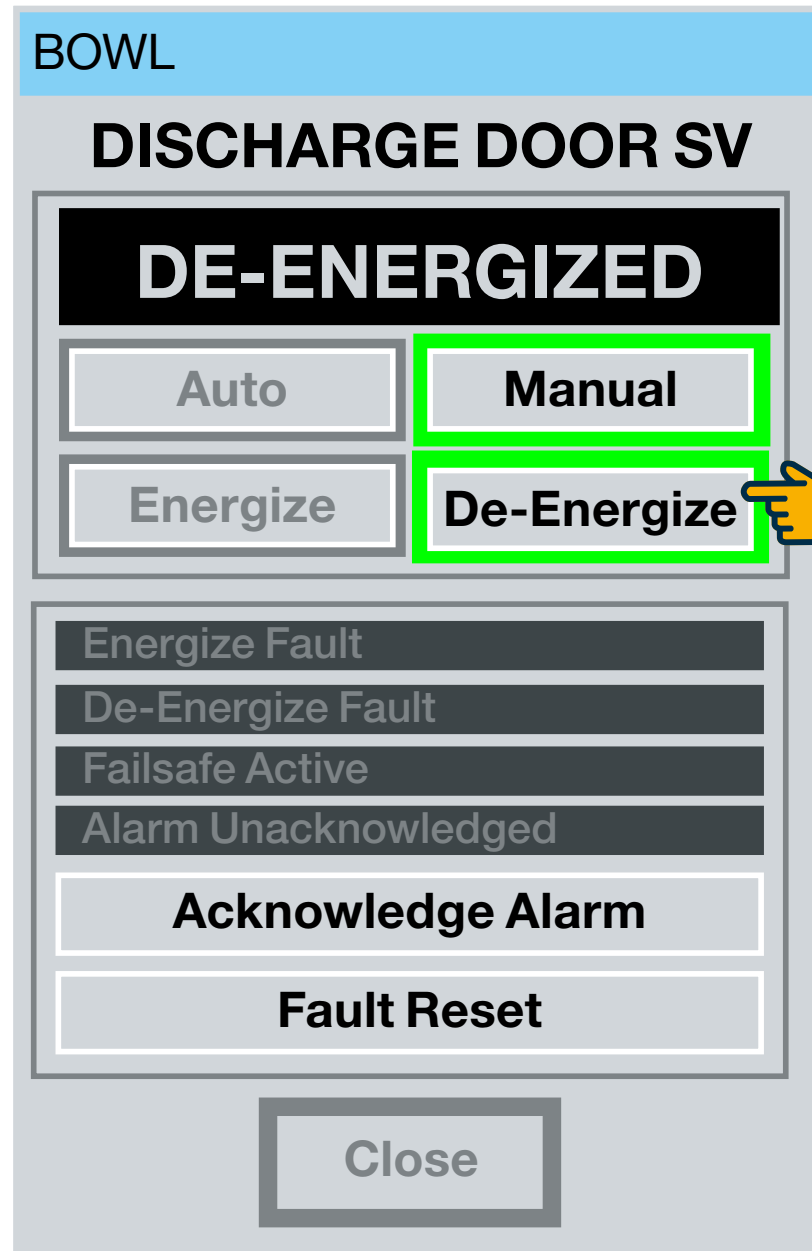 BOWL
DISCHARGE DOOR SV
DE-ENERGIZED
Auto Manual
Energize De-Energize
Energize Fault
De-Energize Fault
Failsafe Active
Alarm Unacknowledged
Acknowledge Alarm
Fault Reset
Close